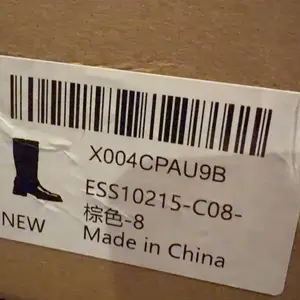 X004CPAU9B
ESS10215-C08-
棕色-8
NEW
Made in China